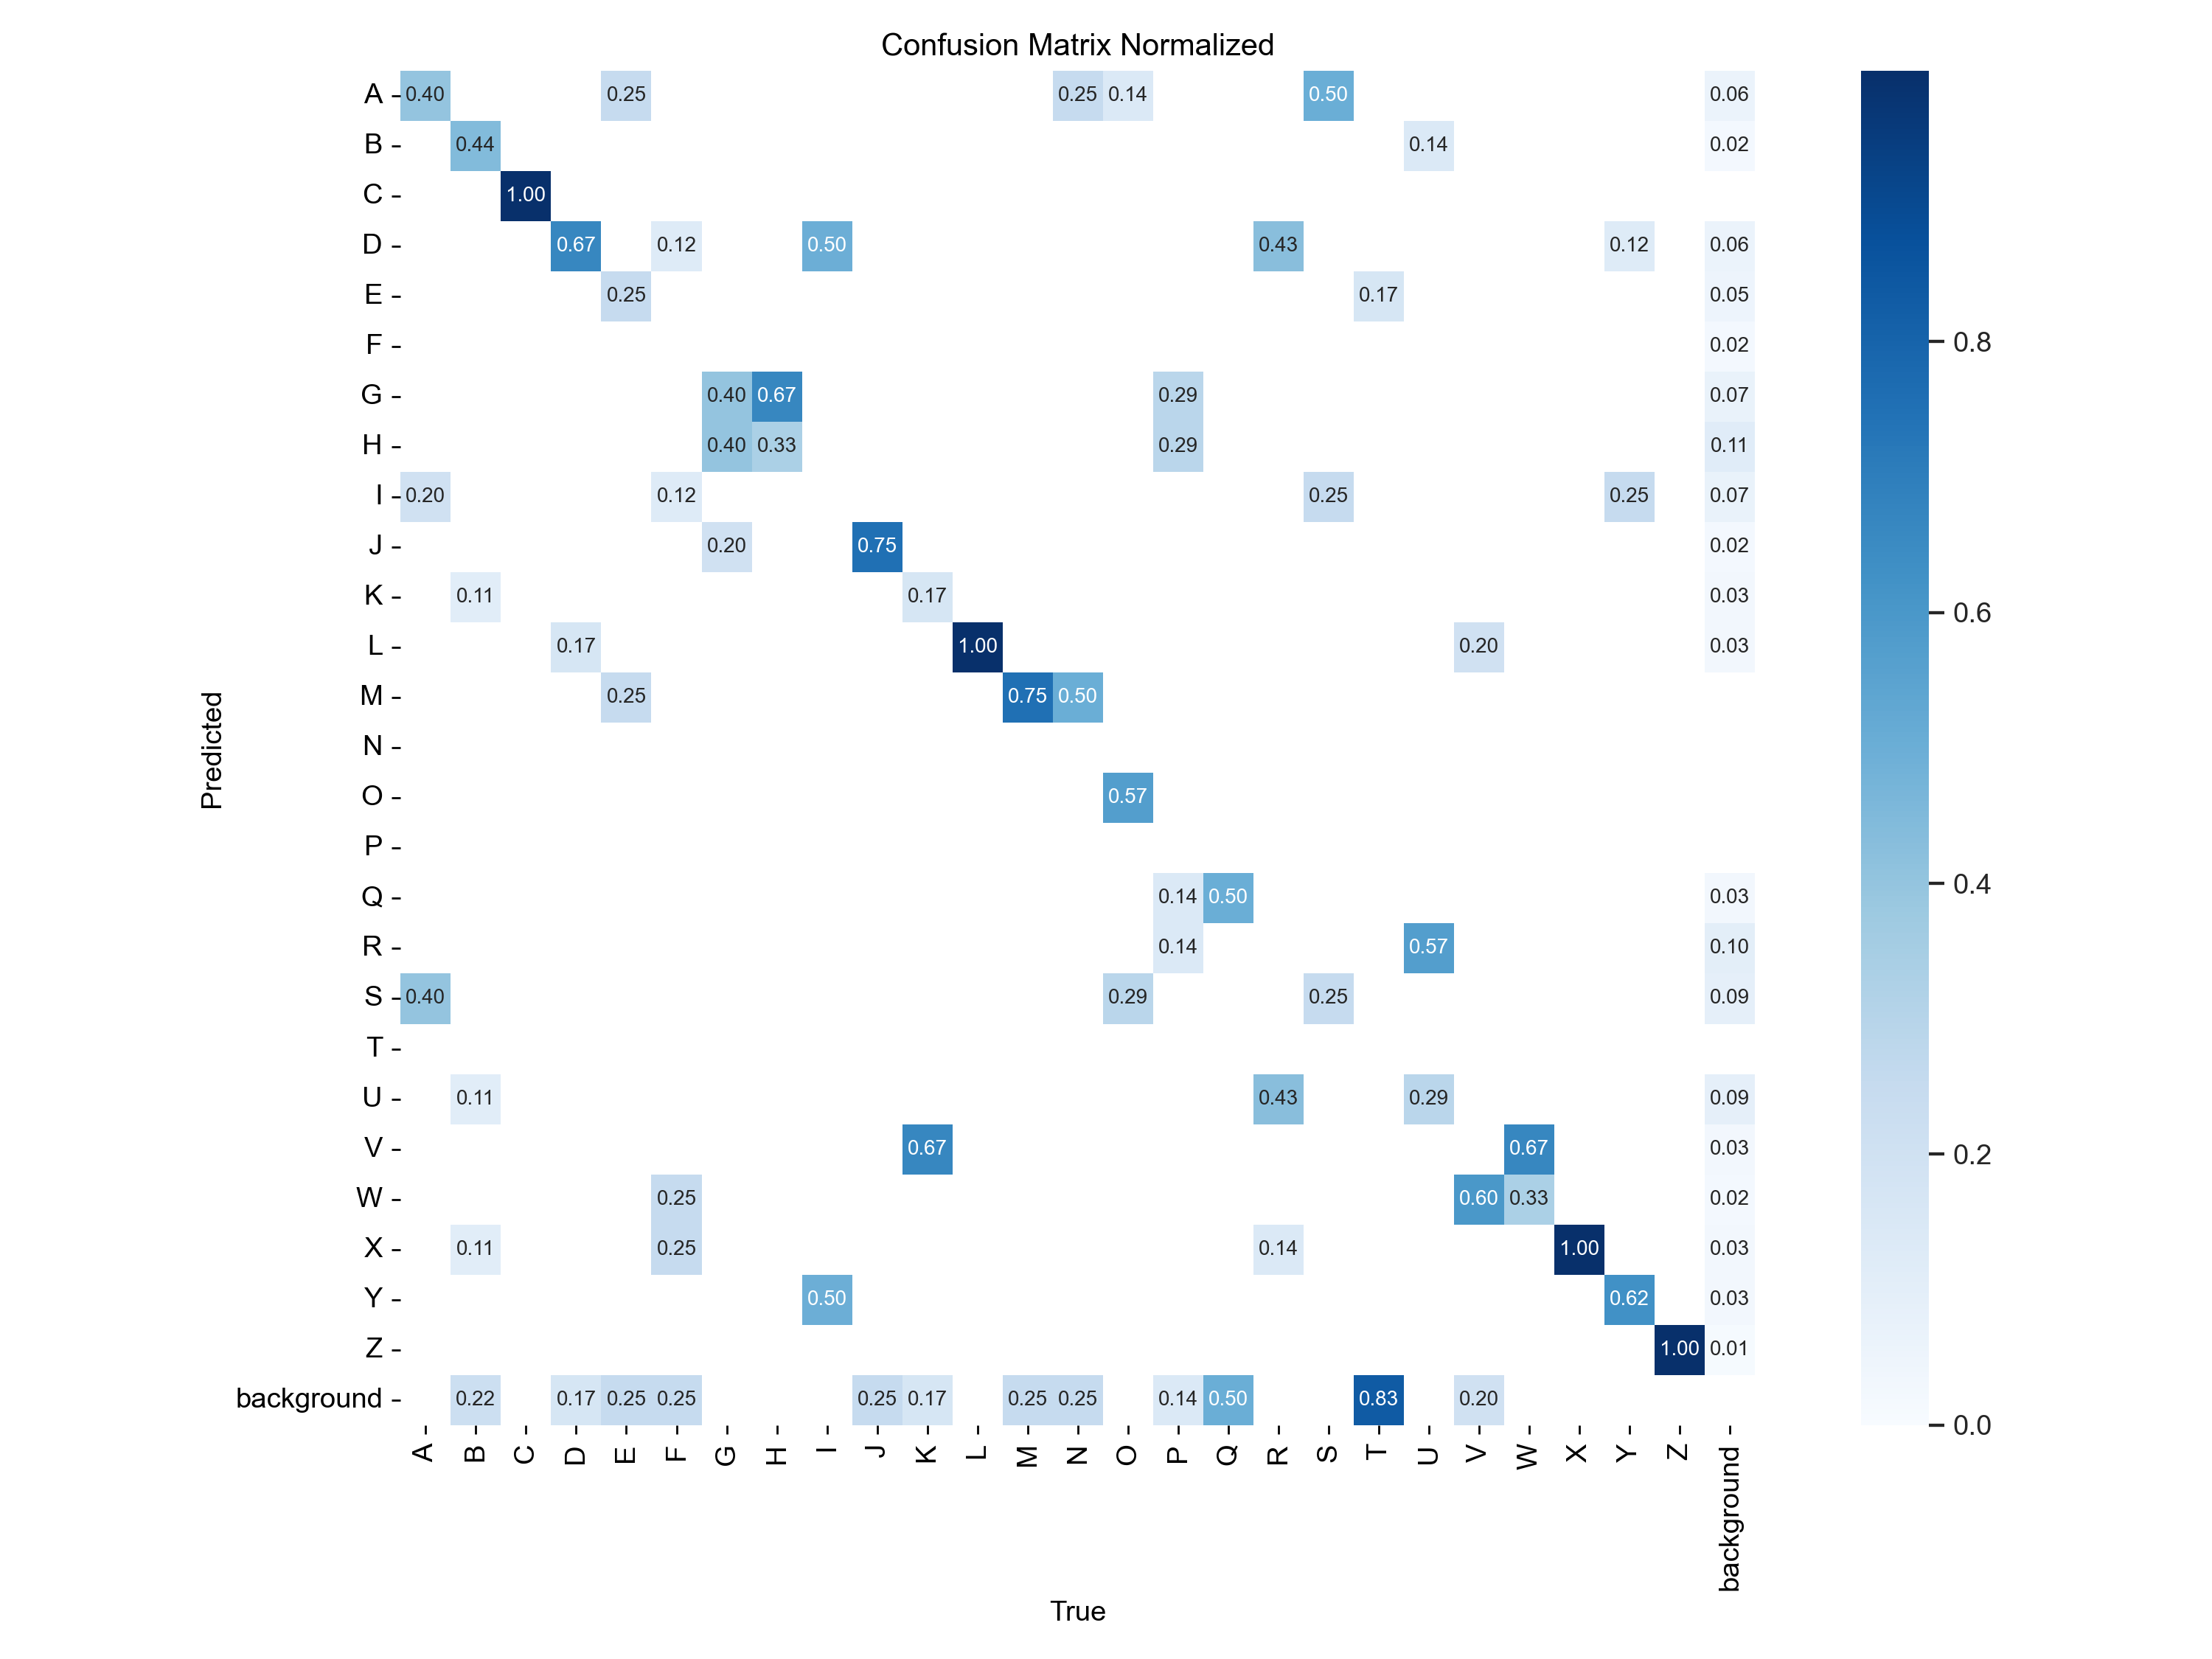 Confusion Matrix Normalized
A 0.40 0.25 0.25 0.14 0.50 0.06
B 0.44 0.14 0.02
C 1.00
D 0.67 0.12 0.50 0.43 0.12 0.06
E 0.25 0.17 0.05
F 0.02
G 0.40 0.67 0.29 0.07
H 0.40 0.33 0.29 0.11
I 0.20 0.12 0.25 0.25 0.07
J 0.20 0.75 0.02
K 0.11 0.17 0.03
L 0.17 1.00 0.20 0.03
M 0.25 0.75 0.50
N
O 0.57
P
Q 0.14 0.50 0.03
R 0.14 0.57 0.10
S 0.40 0.29 0.25 0.09
T
U 0.11 0.43 0.29 0.09
V 0.67 0.67 0.03
W 0.25 0.60 0.33 0.02
X 0.11 0.25 0.14 1.00 0.03
Y 0.50 0.62 0.03
Z 1.00 0.01
background 0.22 0.17 0.25 0.25 0.25 0.17 0.25 0.25 0.14 0.50 0.83 0.20
A B C D E F G H I J K L M N O P Q R S T U V W X Y Z background
True
Predicted
0.8
0.6
0.4
0.2
0.0